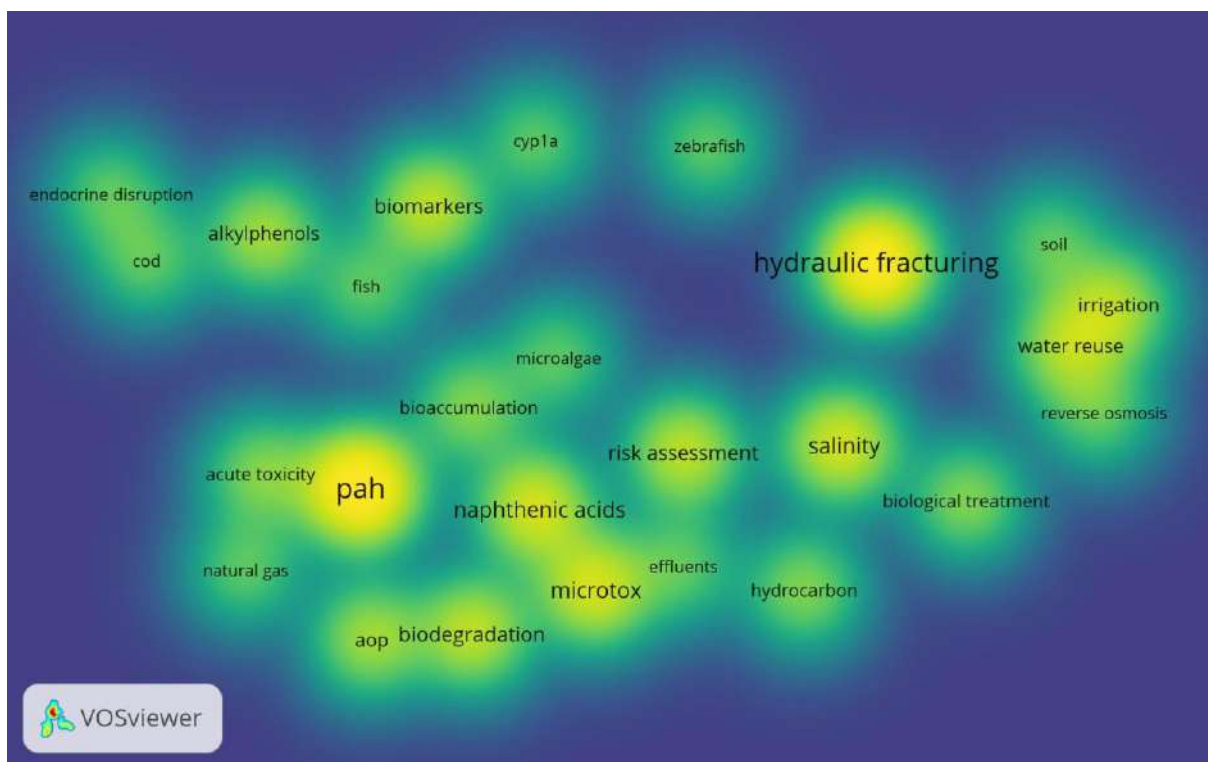 cyp1a
zebrafish
endocrine disruption
biomarkers
alkylphenols
soil
cod
hydraulic fracturing
fish
irrigation
water reuse
microalgae
bioaccumulation
reverse osmosis
risk assessment
salinity
acute toxicity
pah
biological treatment
naphthenic acids
natural gas
effluents
microtox
hydrocarbon
aop
biodegradation
VOSviewer